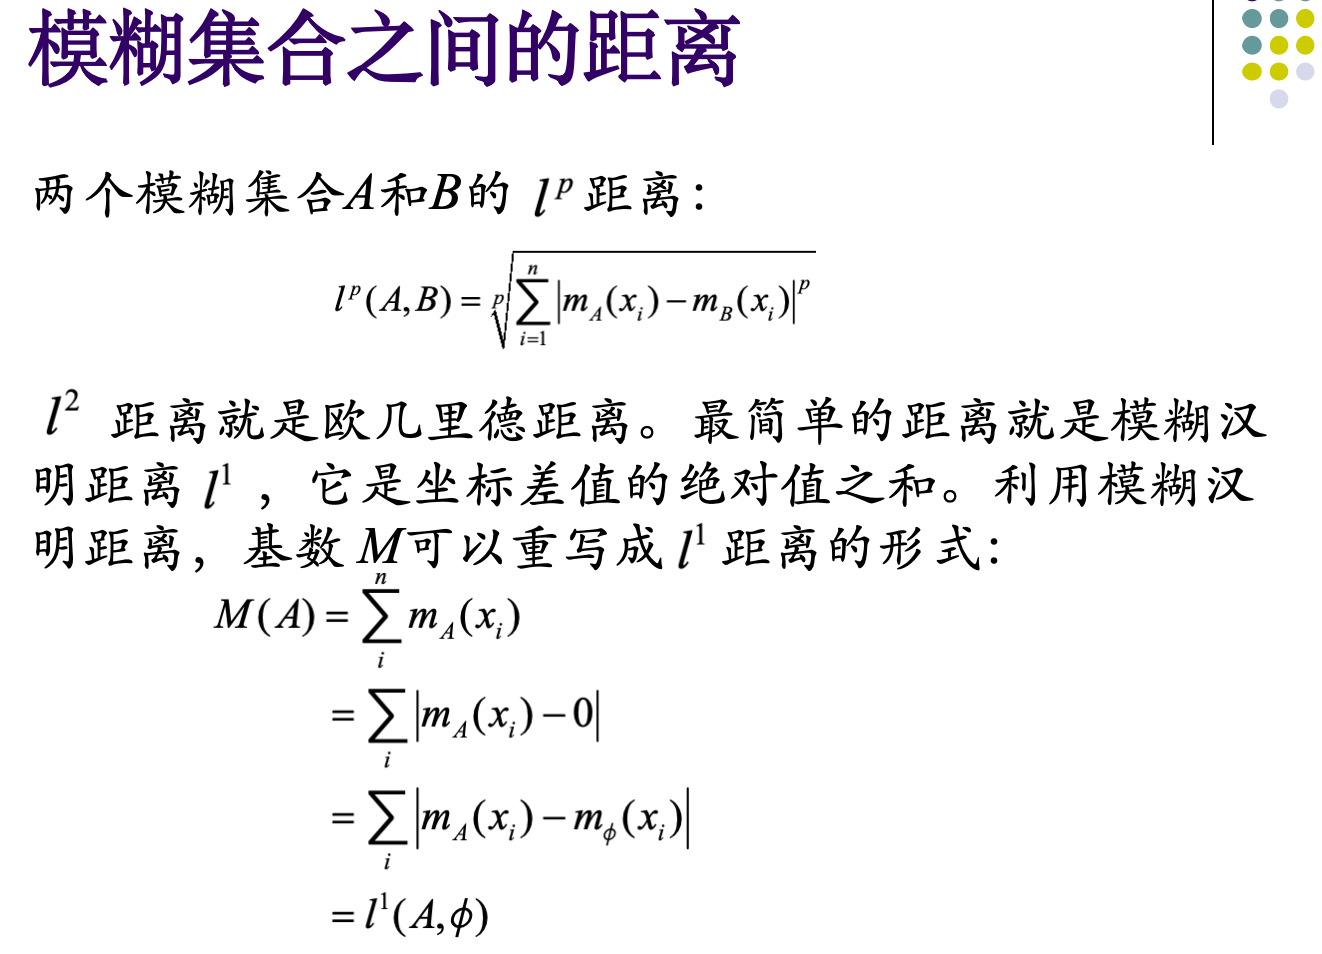 模糊集合之间的距离
两个模糊集合A和B的 l^p 距离：
l^p(A,B) = \sqrt[p]{\sum_{i=1}^{n} |m_A(x_i) - m_B(x_i)|^p}
l^2 距离就是欧几里德距离。最简单的距离就是模糊汉
明距离 l^1 ，它是坐标差值的绝对值之和。利用模糊汉
明距离，基数 M可以重写成 l^1 距离的形式：
M(A) = \sum_{i}^{n} m_A(x_i)
= \sum_{i} |m_A(x_i) - 0|
= \sum_{i} |m_A(x_i) - m_ϕ(x_i)|
= l^1(A,ϕ)